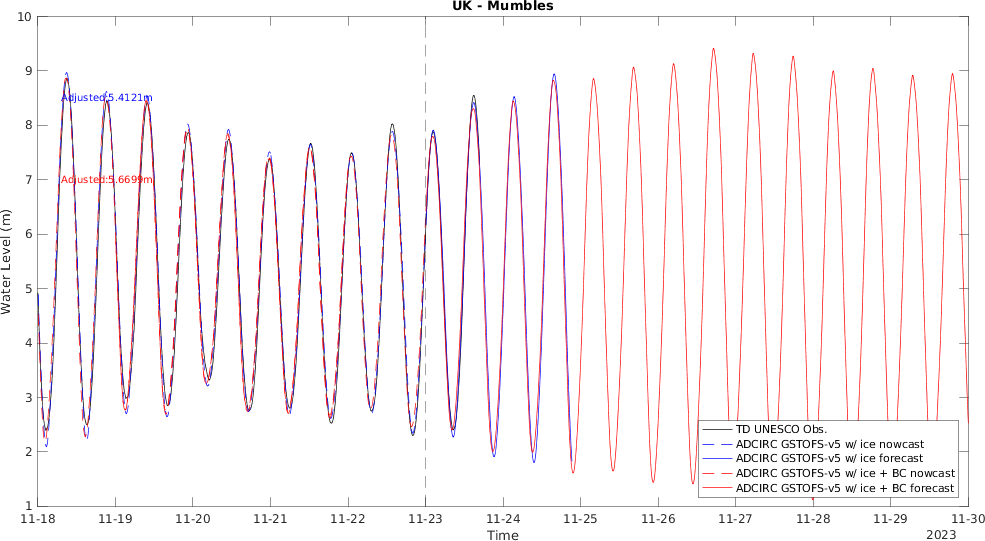 UK - Mumbles
10
9
8
7
6
5
4
3
2
1
Water Level (m)
Adjusted:5.4121m
Adjusted:5.6699m
TD UNESCO Obs.
ADCIRC GSTOFS-v5 w/ ice nowcast
ADCIRC GSTOFS-v5 w/ ice forecast
ADCIRC GSTOFS-v5 w/ ice + BC nowcast
ADCIRC GSTOFS-v5 w/ ice + BC forecast
11-18 11-19 11-20 11-21 11-22 11-23 11-24 11-25 11-26 11-27 11-28 11-29 11-30
Time
2023